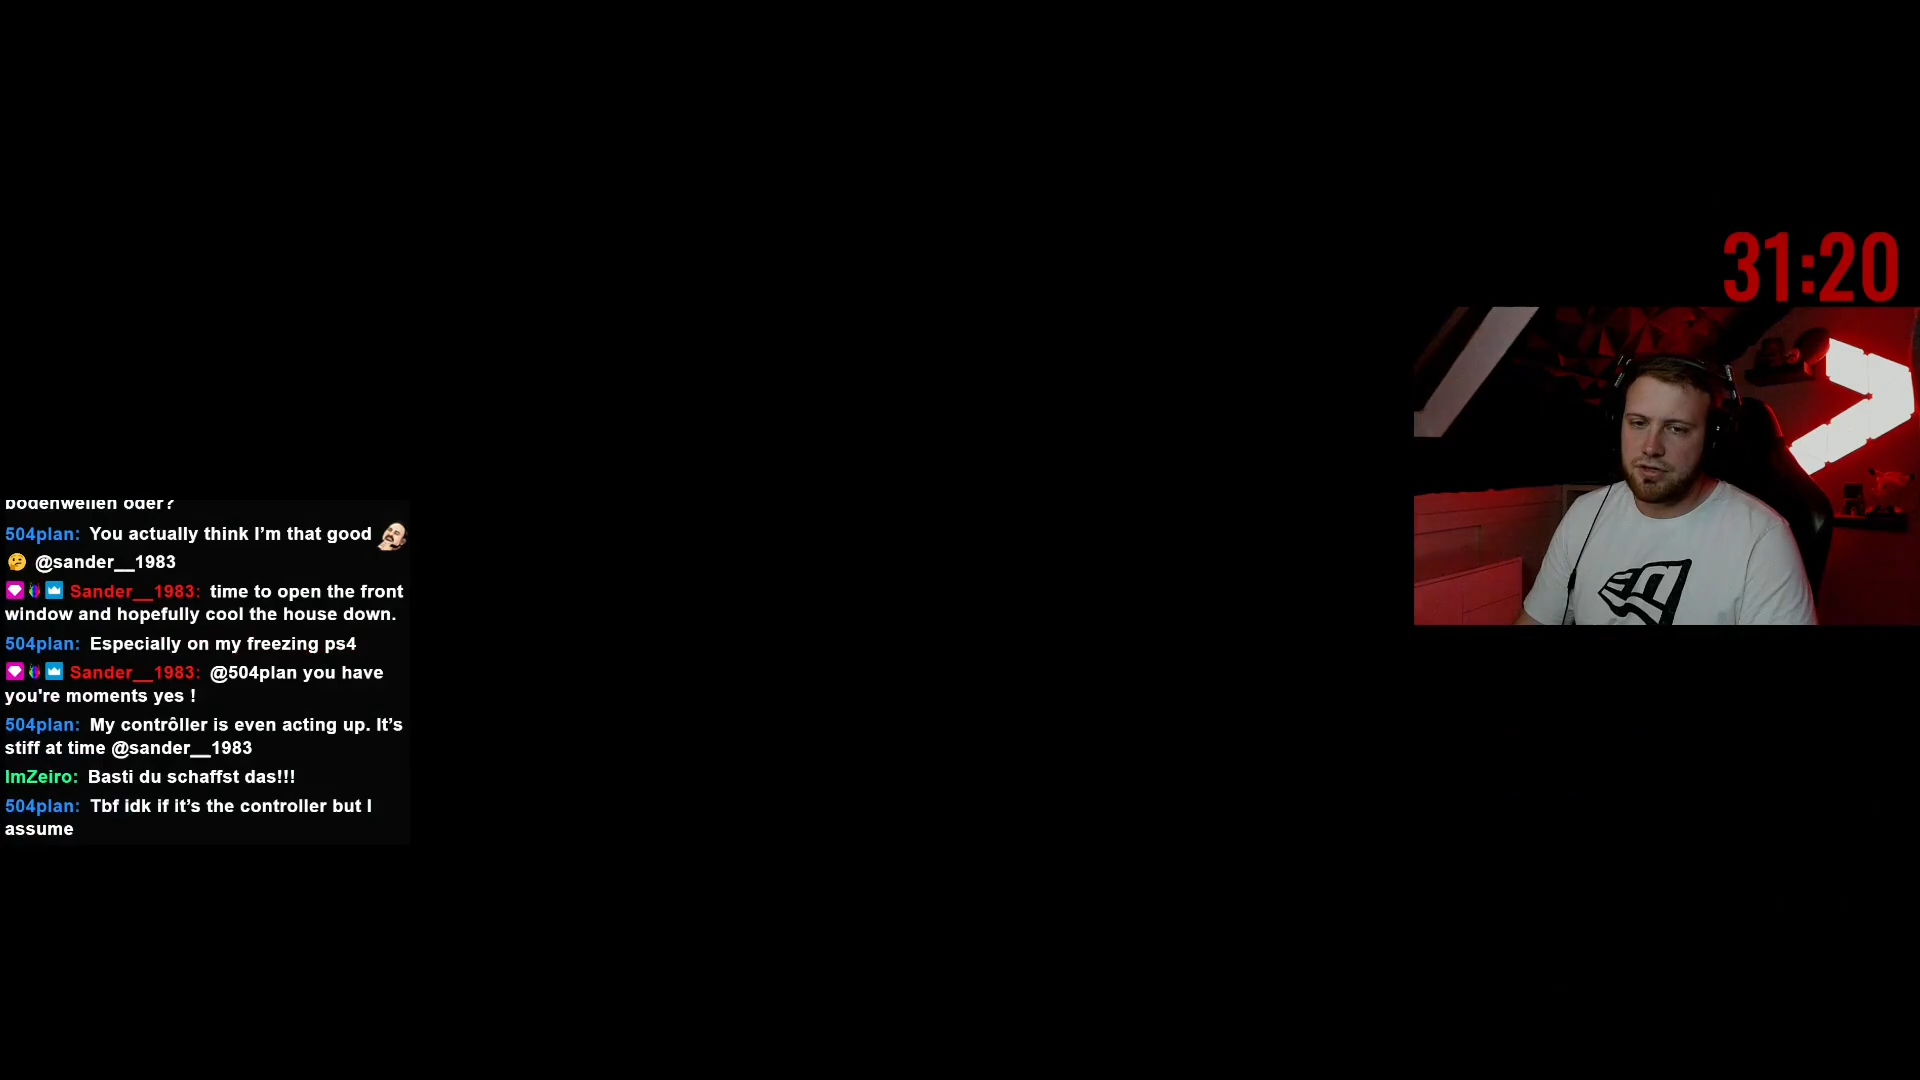 31:20
bodenwellen oder?
504plan: You actually think I’m that good
@sander__1983
Sander__1983: time to open the front
window and hopefully cool the house down.
504plan: Especially on my freezing ps4
Sander__1983: @504plan you have
you're moments yes !
504plan: My contrôller is even acting up. It’s
stiff at time @sander__1983
ImZeiro: Basti du schaffst das!!!
504plan: Tbf idk if it’s the controller but I
assume